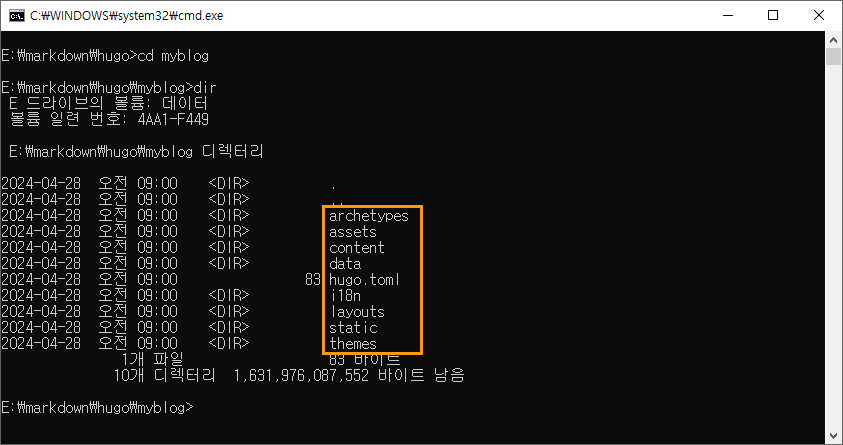 C:₩WINDOWS₩system32₩cmd.exe
E:₩markdown₩hugo>cd myblog
E:₩markdown₩hugo₩myblog>dir
E 드라이브의 볼륨: 데이터
볼륨 일련 번호: 4AA1-F449
E:₩markdown₩hugo₩myblog 디렉터리
2024-04-28 오전 09:00 <DIR> .
2024-04-28 오전 09:00 <DIR> ..
2024-04-28 오전 09:00 <DIR> archetypes
2024-04-28 오전 09:00 <DIR> assets
2024-04-28 오전 09:00 <DIR> content
2024-04-28 오전 09:00 <DIR> data
2024-04-28 오전 09:00 83 hugo.toml
2024-04-28 오전 09:00 <DIR> i18n
2024-04-28 오전 09:00 <DIR> layouts
2024-04-28 오전 09:00 <DIR> static
2024-04-28 오전 09:00 <DIR> themes
1개 파일 83 바이트
10개 디렉터리 1,631,976,087,552 바이트 남음
E:₩markdown₩hugo₩myblog>